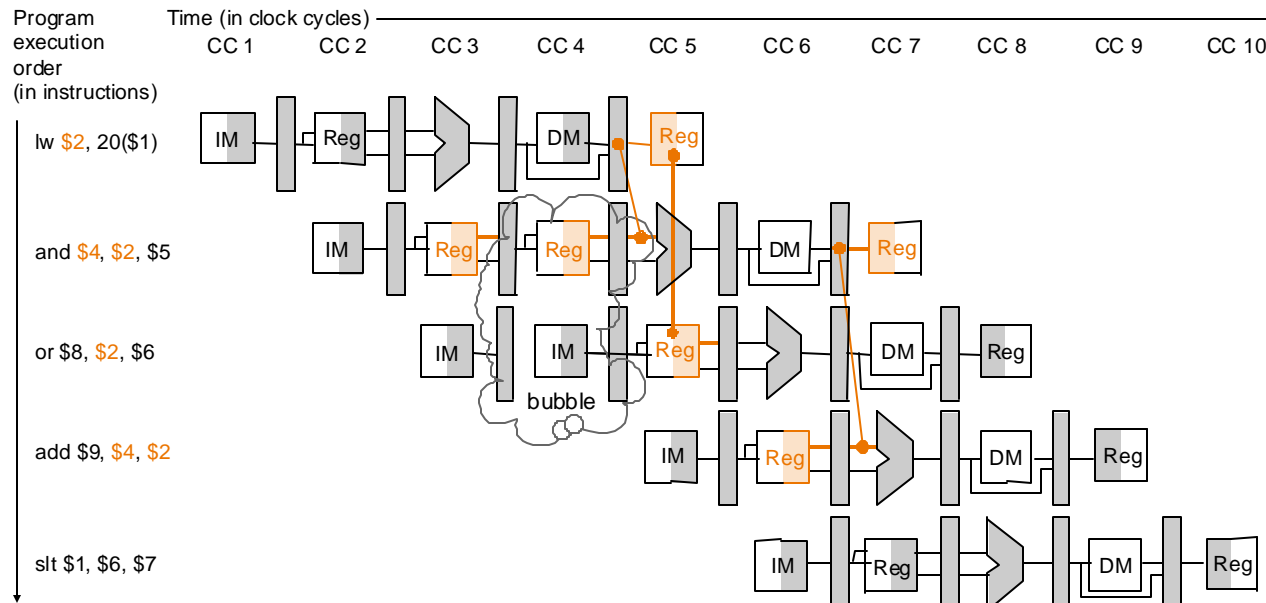 Program
execution
order
(in instructions)
Time (in clock cycles)
CC 1 CC 2 CC 3 CC 4 CC 5 CC 6 CC 7 CC 8 CC 9 CC 10
lw $2, 20($1)
IM Reg DM Reg
and $4, $2, $5
IM Reg Reg DM Reg
or $8, $2, $6
IM IM Reg DM Reg
bubble
add $9, $4, $2
IM Reg DM Reg
slt $1, $6, $7
IM Reg DM Reg